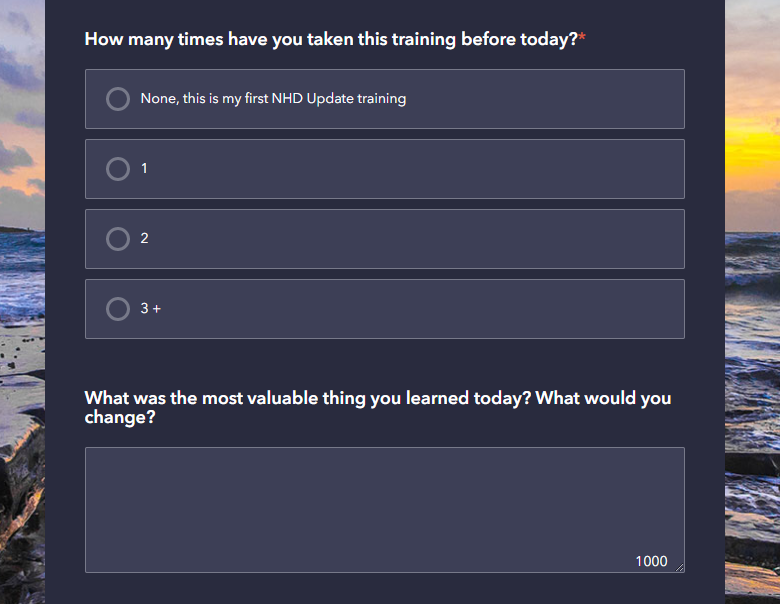 How many times have you taken this training before today?*
None, this is my first NHD Update training
1
2
3 +
What was the most valuable thing you learned today? What would you
change?
1000